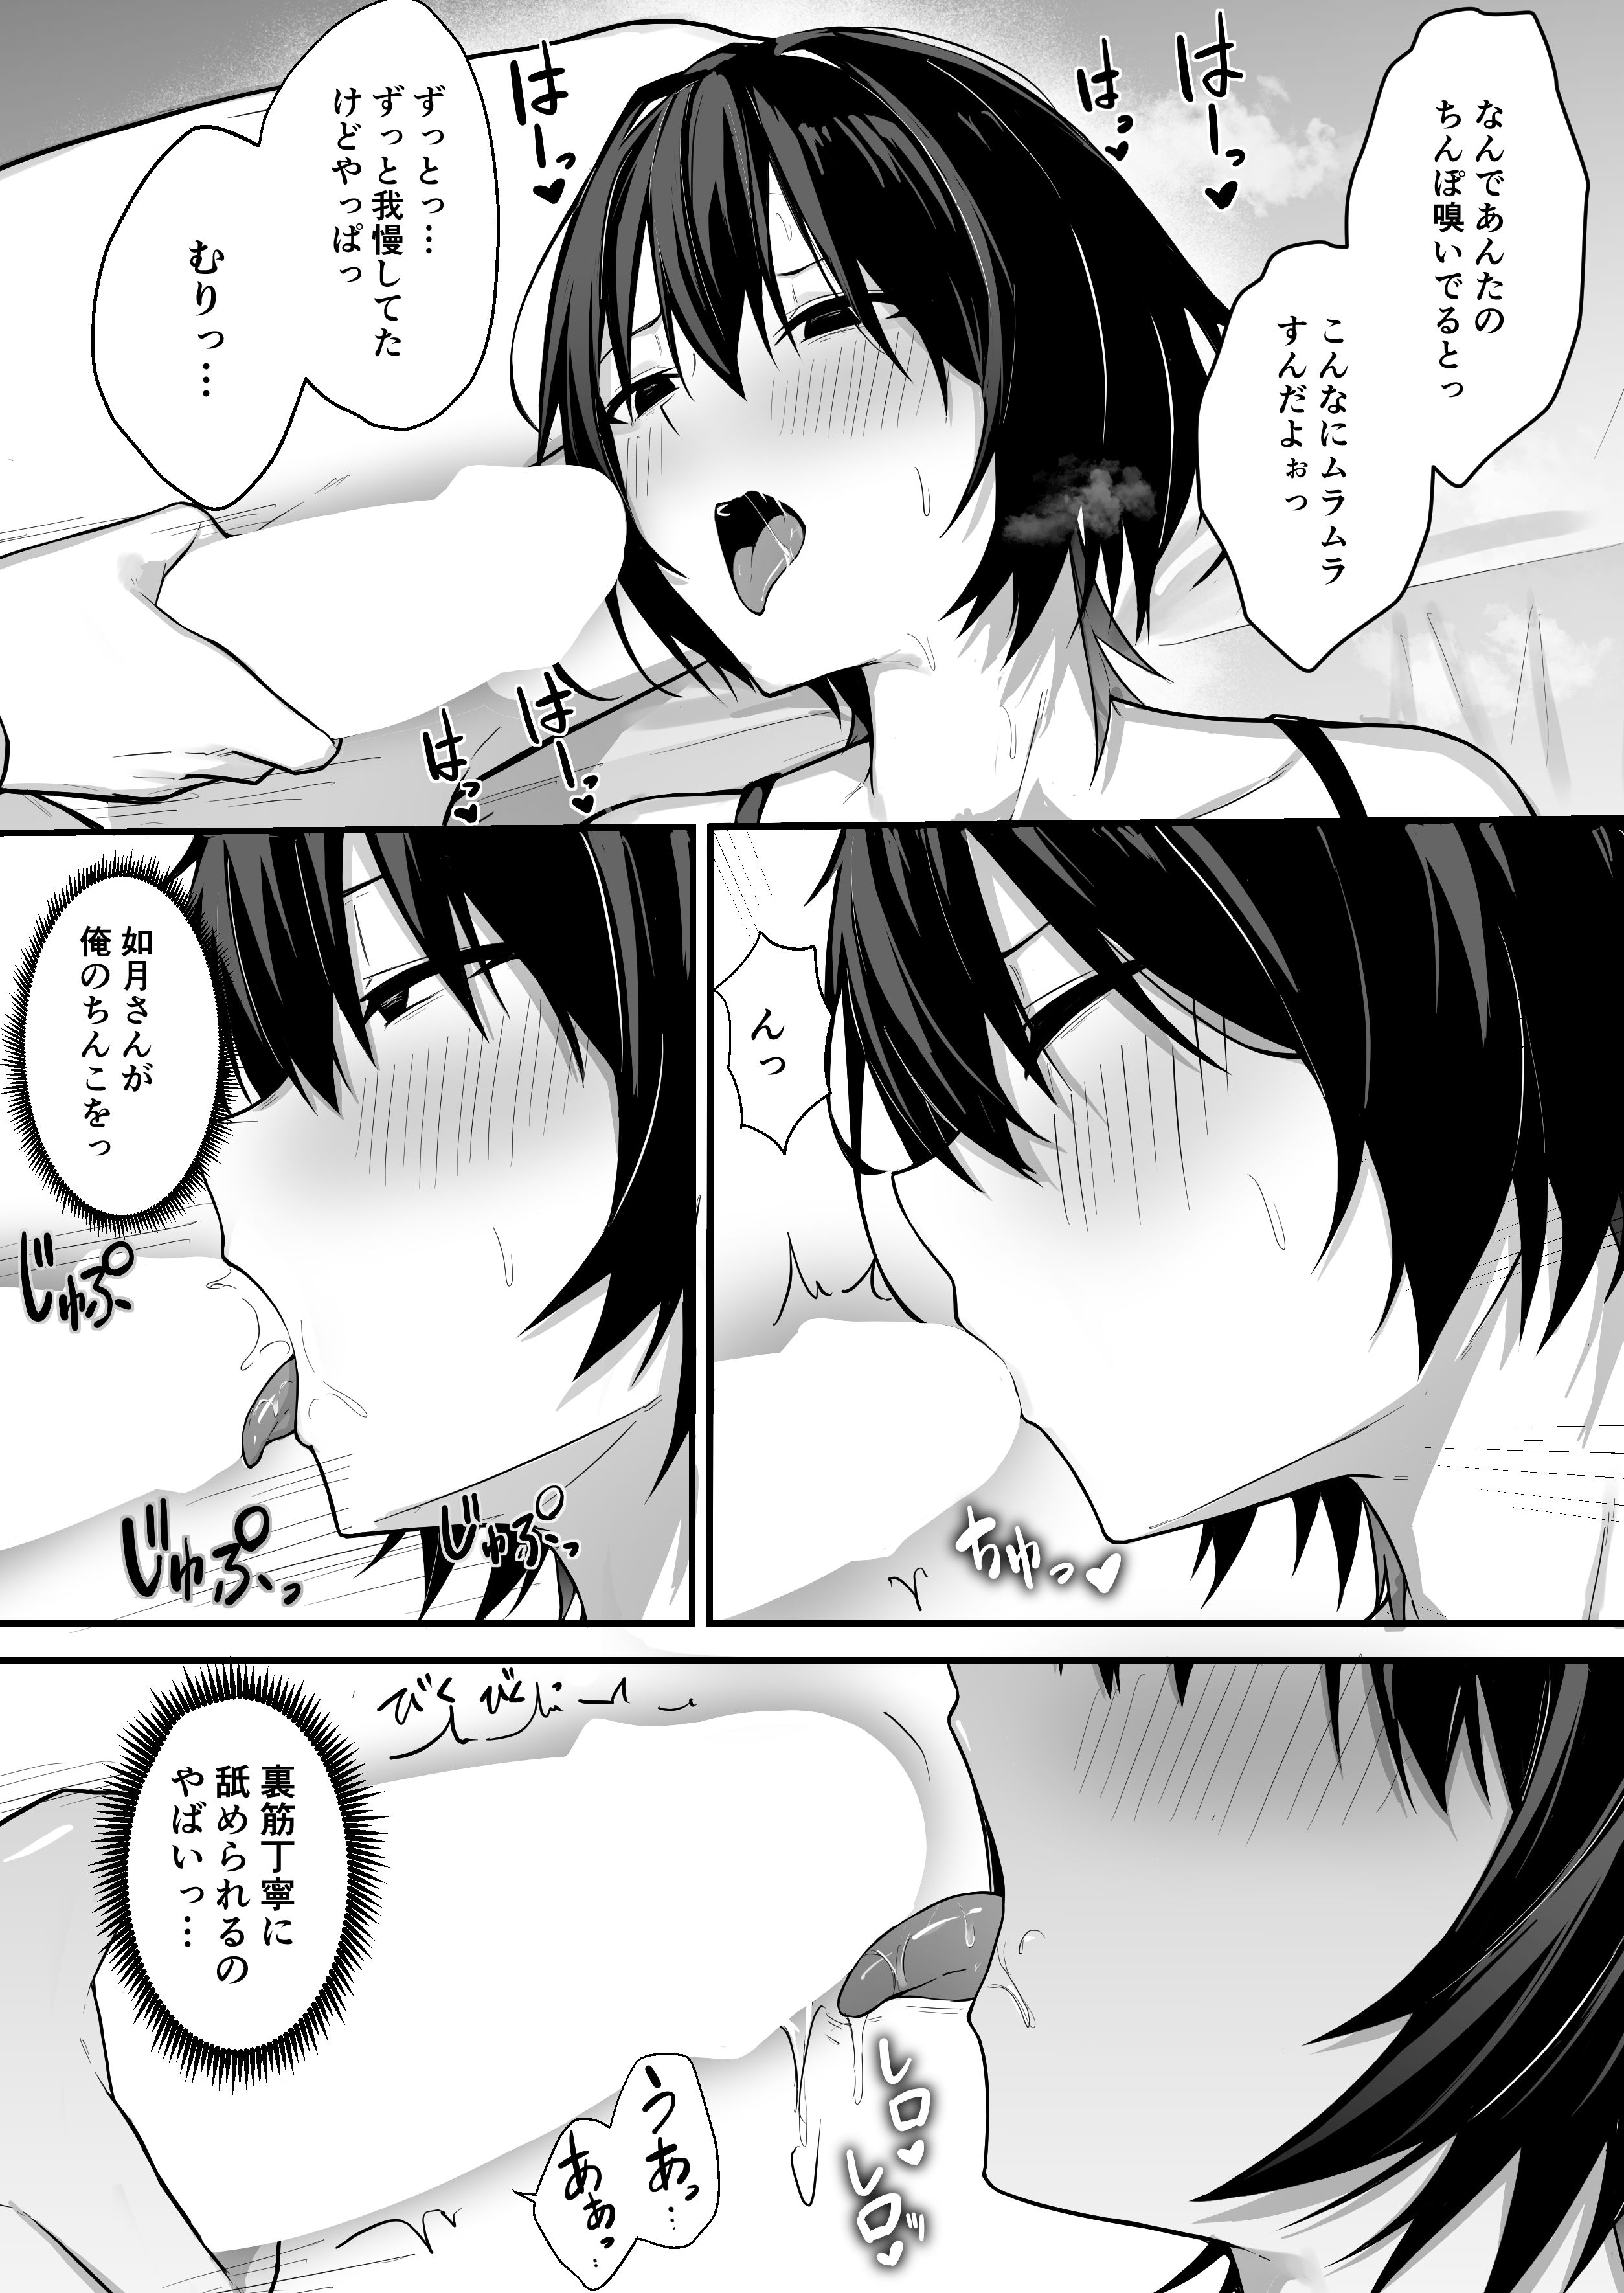 なんであんたの
ちんぽ嗅いでるとっ
こんなにムラムラ
すんだよぉっ
はーっ♥
はっ♥
はーっ♥
ずっとっ…
ずっと我慢してた
けどやっぱっ
むりっ…
はーっ♥
はっ♥
んっ
ちゅっ♥
如月さんが
俺のちんこをっ
じゅぷっ
じゅぷっ
じゅぷっ
びくびくっ
裏筋丁寧に
舐められるの
やばいっ…
レロ♥
レロッ♥
うあっ…
あぁっ…